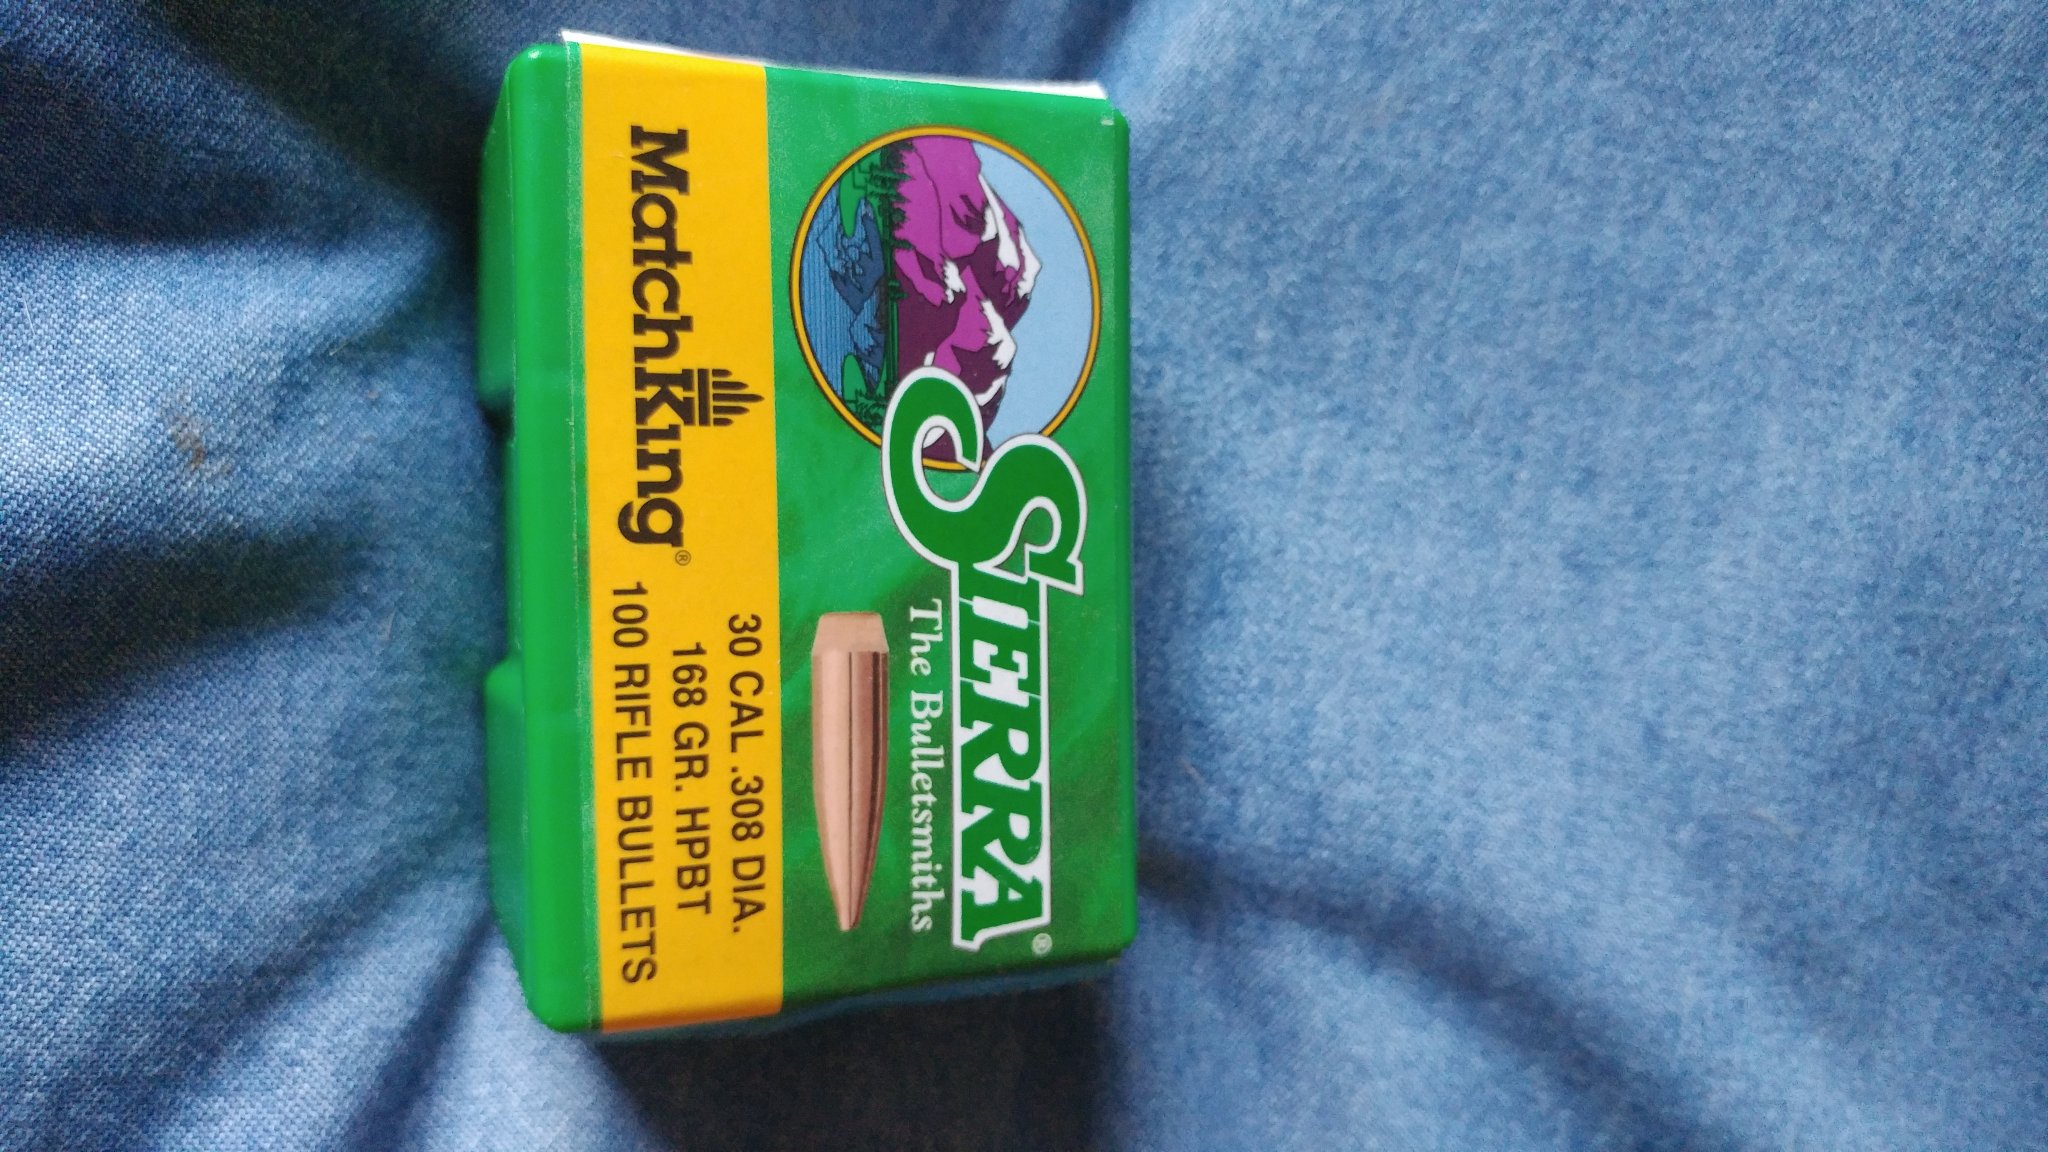 SIERRA®
The Bulletsmiths
MatchKing®
30 CAL .308 DIA.
168 GR. HPBT
100 RIFLE BULLETS